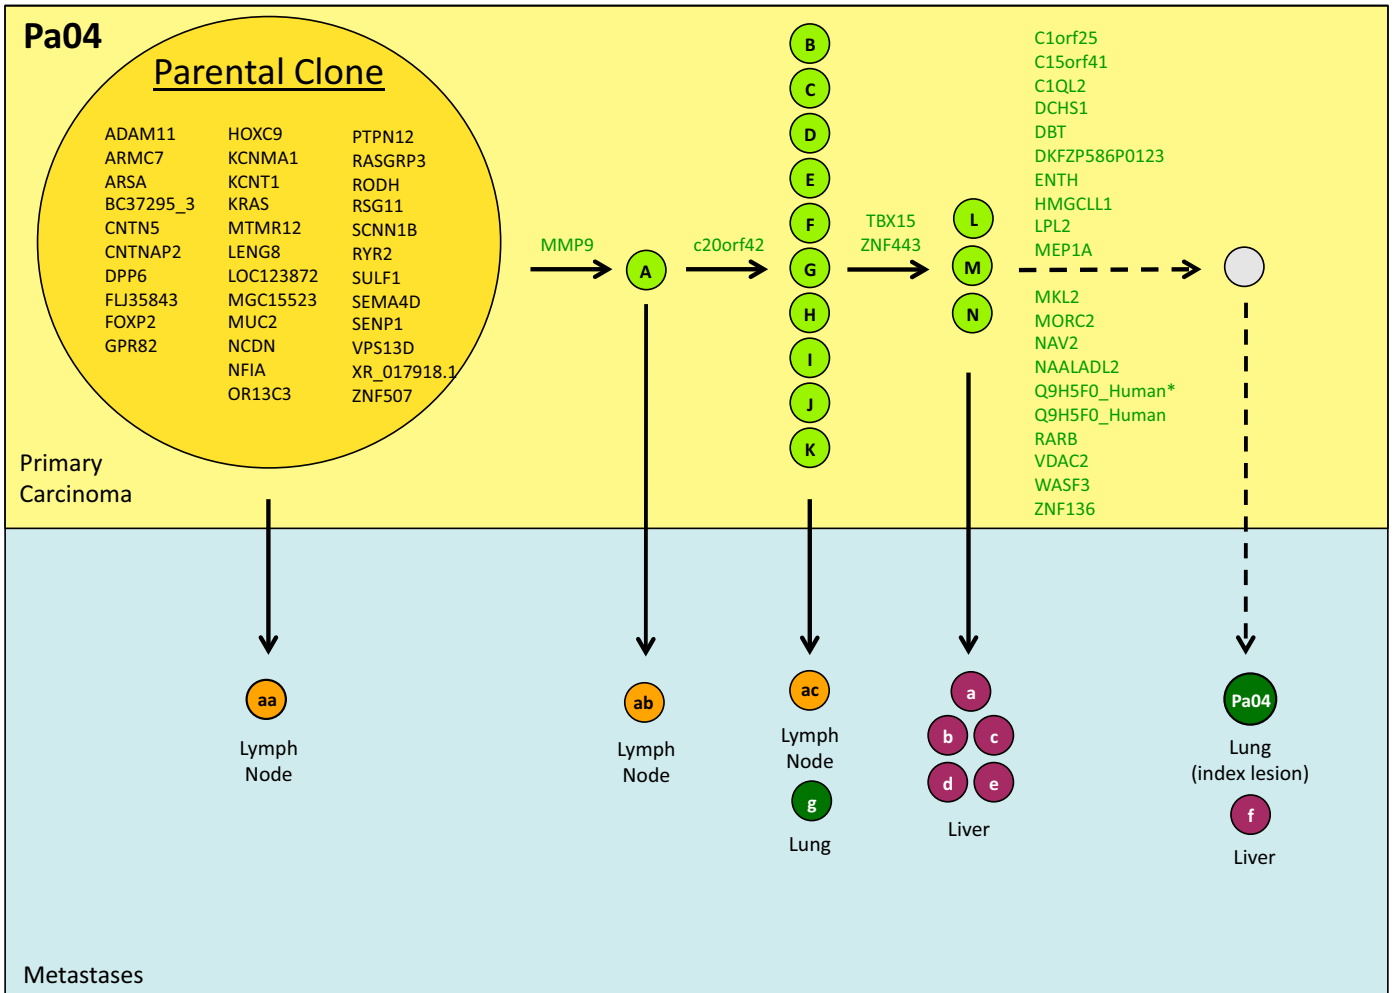 Pa04
Parental Clone
ADAM11
ARMC7
ARSA
BC37295_3
CNTN5
CNTNAP2
DPP6
FLJ35843
FOXP2
GPR82
HOXC9
KCNMA1
KCNT1
KRAS
MTMR12
LENG8
LOC123872
MGC15523
MUC2
NCDN
NFIA
OR13C3
PTPN12
RASGRP3
RODH
RSG11
SCNN1B
RYR2
SULF1
SEMA4D
SENP1
VPS13D
XR_017918.1
ZNF507
Primary
Carcinoma
MMP9
A
c20orf42
B
C
D
E
F
G
H
I
J
K
TBX15
ZNF443
L
M
N
C1orf25
C15orf41
C1QL2
DCHS1
DBT
DKFZP586P0123
ENTH
HMGCLL1
LPL2
MEP1A
MKL2
MORC2
NAV2
NAALADL2
Q9H5F0_Human*
Q9H5F0_Human
RARB
VDAC2
WASF3
ZNF136
aa
Lymph
Node
ab
Lymph
Node
ac
Lymph
Node
g
Lung
a
b c
d e
Liver
Pa04
Lung
(index lesion)
f
Liver
Metastases